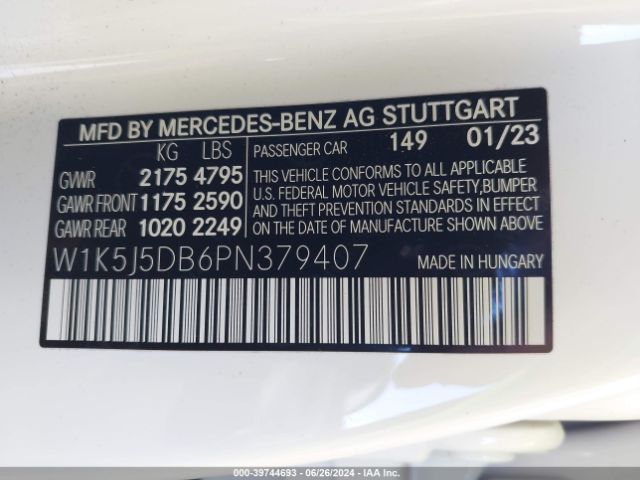 MFD BY MERCEDES-BENZ AG STUTTGART
KG LBS
GVWR 2175 4795
GAWR FRONT 1175 2590
GAWR REAR 1020 2249
PASSENGER CAR 149 01/23
THIS VEHICLE CONFORMS TO ALL APPLICABLE
U.S. FEDERAL MOTOR VEHICLE SAFETY,BUMPER
AND THEFT PREVENTION STANDARDS IN EFFECT
ON THE DATE OF MANUFACTURE SHOWN ABOVE.
W1K5J5DB6PN379407 MADE IN HUNGARY
000-39744693 - 06/26/2024 - IAA Inc.